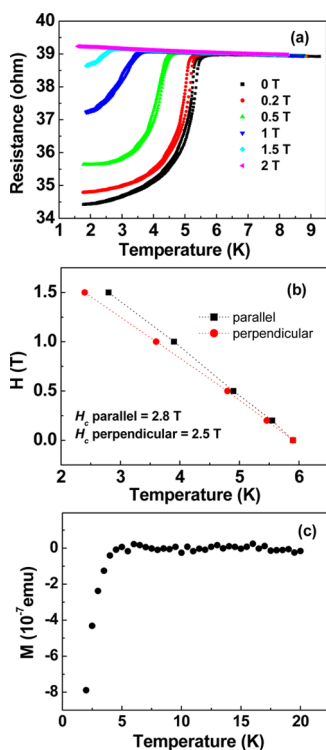 (a)
39
38
37
36
35
34
Resistance (ohm)
0 T
0.2 T
0.5 T
1 T
1.5 T
2 T
1 2 3 4 5 6 7 8 9
Temperature (K)
(b)
1.5
1.0
0.5
0.0
H (T)
parallel
perpendicular
H_c parallel = 2.8 T
H_c perpendicular = 2.5 T
2 3 4 5 6
Temperature (K)
(c)
0
-2
-4
-6
-8
M (10⁻⁷emu)
0 5 10 15 20
Temperature (K)